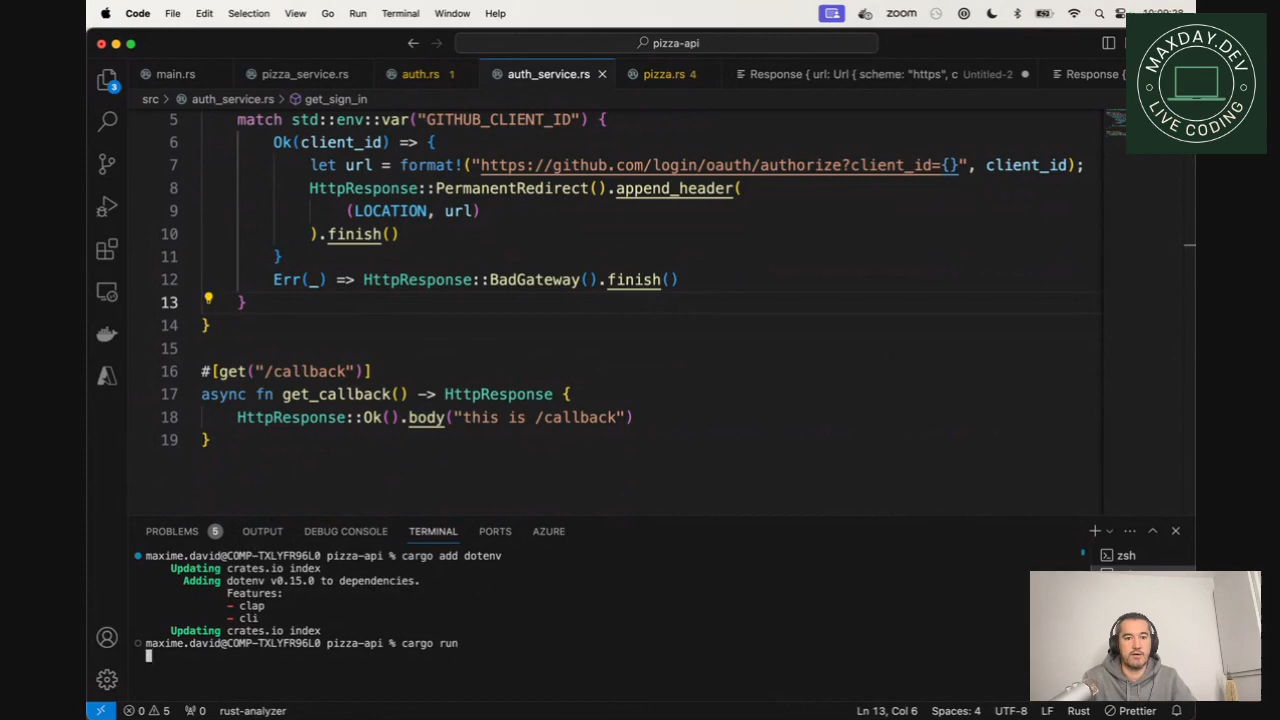 Code File Edit Selection View Go Run Terminal Window Help
zoom
pizza-api
main.rs
pizza_service.rs
auth.rs 1
auth_service.rs
pizza.rs 4
Response { url: Url { scheme: "https", c Untitled-2
Response {
MAXDAY.DEV
LIVE CODING
src > auth_service.rs > get_sign_in
5 match std::env::var("GITHUB_CLIENT_ID") {
6 Ok(client_id) => {
7 let url = format!("https://github.com/login/oauth/authorize?client_id={}", client_id);
8 HttpResponse::PermanentRedirect().append_header(
9 (LOCATION, url)
10 ).finish()
11 }
12 Err(_) => HttpResponse::BadGateway().finish()
13 }
14 }
15
16 #[get("/callback")]
17 async fn get_callback() -> HttpResponse {
18 HttpResponse::Ok().body("this is /callback")
19 }
3
PROBLEMS 5 OUTPUT DEBUG CONSOLE TERMINAL PORTS AZURE
maxime.david@COMP-TXLYFR96L0 pizza-api % cargo add dotenv
Updating crates.io index
Adding dotenv v0.15.0 to dependencies.
Features:
- clap
- cli
Updating crates.io index
maxime.david@COMP-TXLYFR96L0 pizza-api % cargo run
zsh
0 5 0 rust-analyzer
Ln 13, Col 6 Spaces: 4 UTF-8 LF Rust Prettier